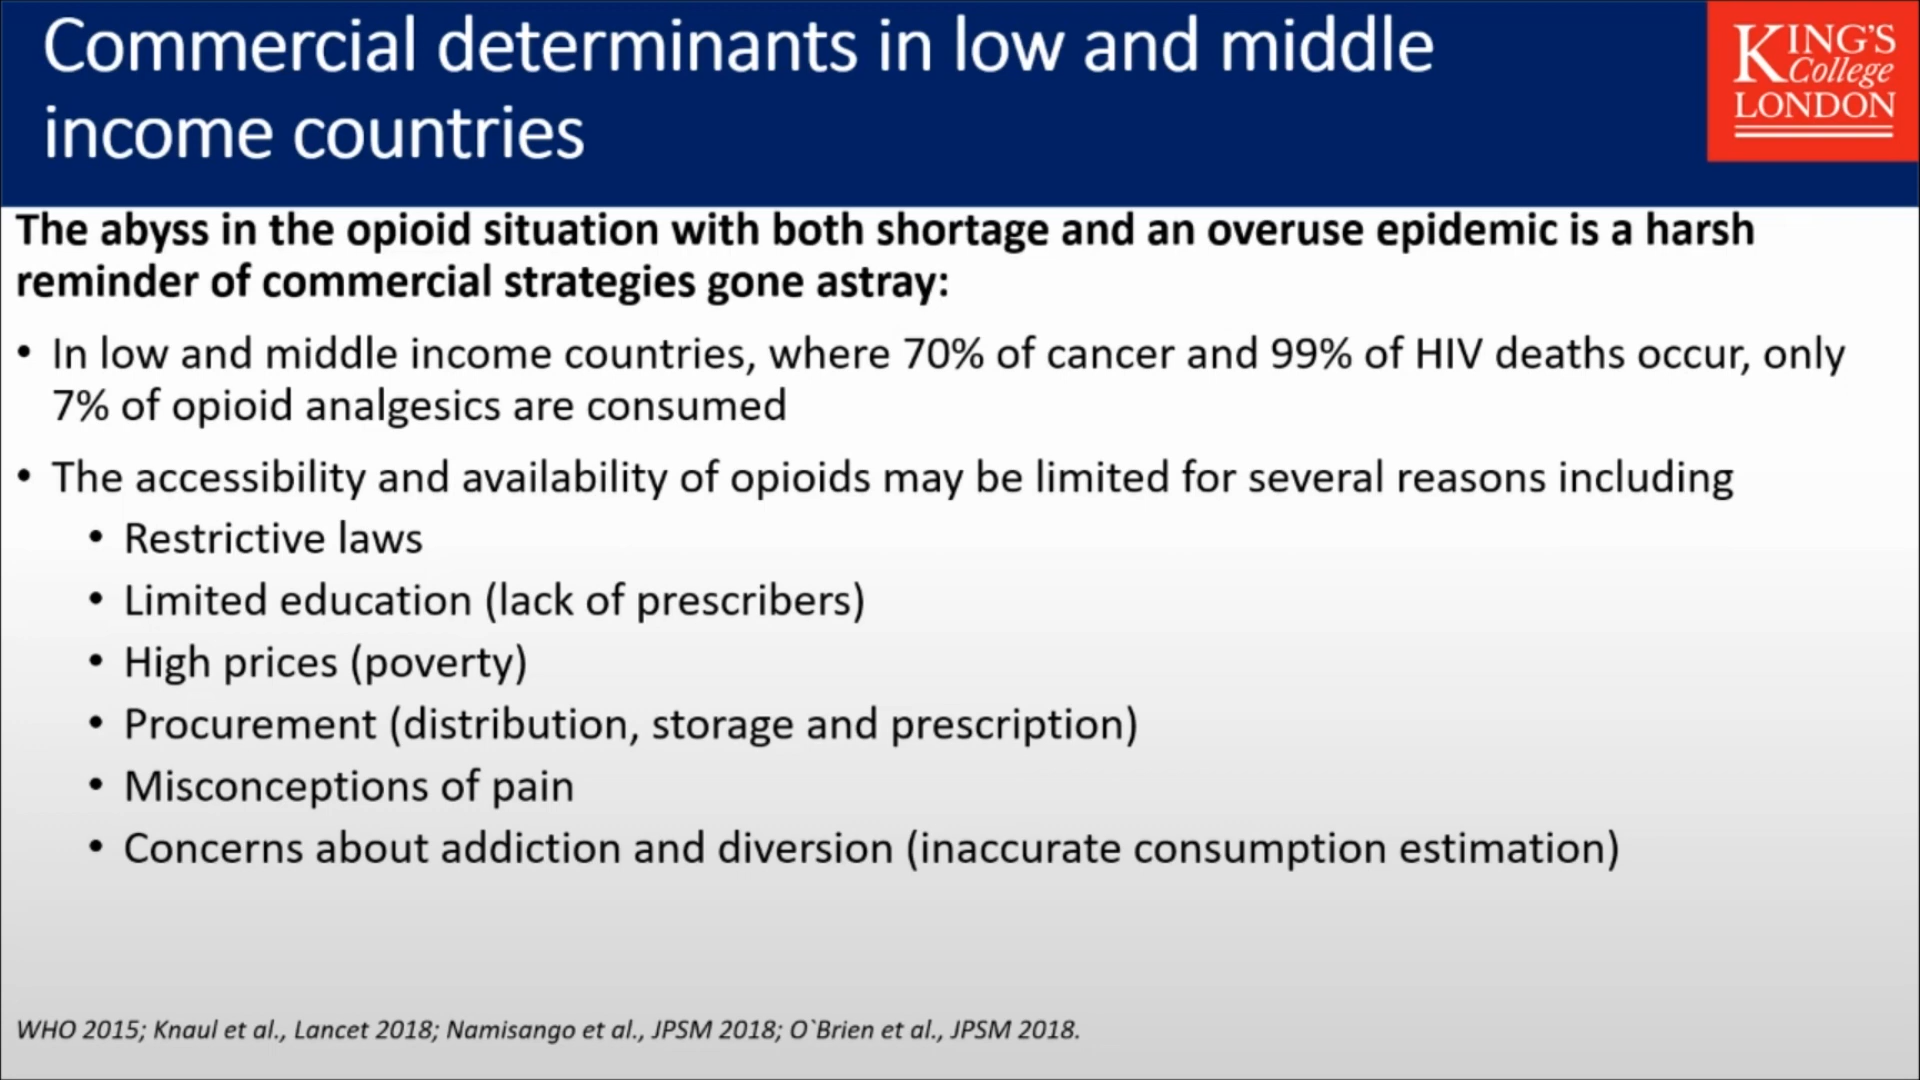 Commercial determinants in low and middle
income countries
KING'S
College
LONDON
The abyss in the opioid situation with both shortage and an overuse epidemic is a harsh
reminder of commercial strategies gone astray:
• In low and middle income countries, where 70% of cancer and 99% of HIV deaths occur, only
7% of opioid analgesics are consumed
• The accessibility and availability of opioids may be limited for several reasons including
• Restrictive laws
• Limited education (lack of prescribers)
• High prices (poverty)
• Procurement (distribution, storage and prescription)
• Misconceptions of pain
• Concerns about addiction and diversion (inaccurate consumption estimation)
WHO 2015; Knaul et al., Lancet 2018; Namisango et al., JPSM 2018; O`Brien et al., JPSM 2018.